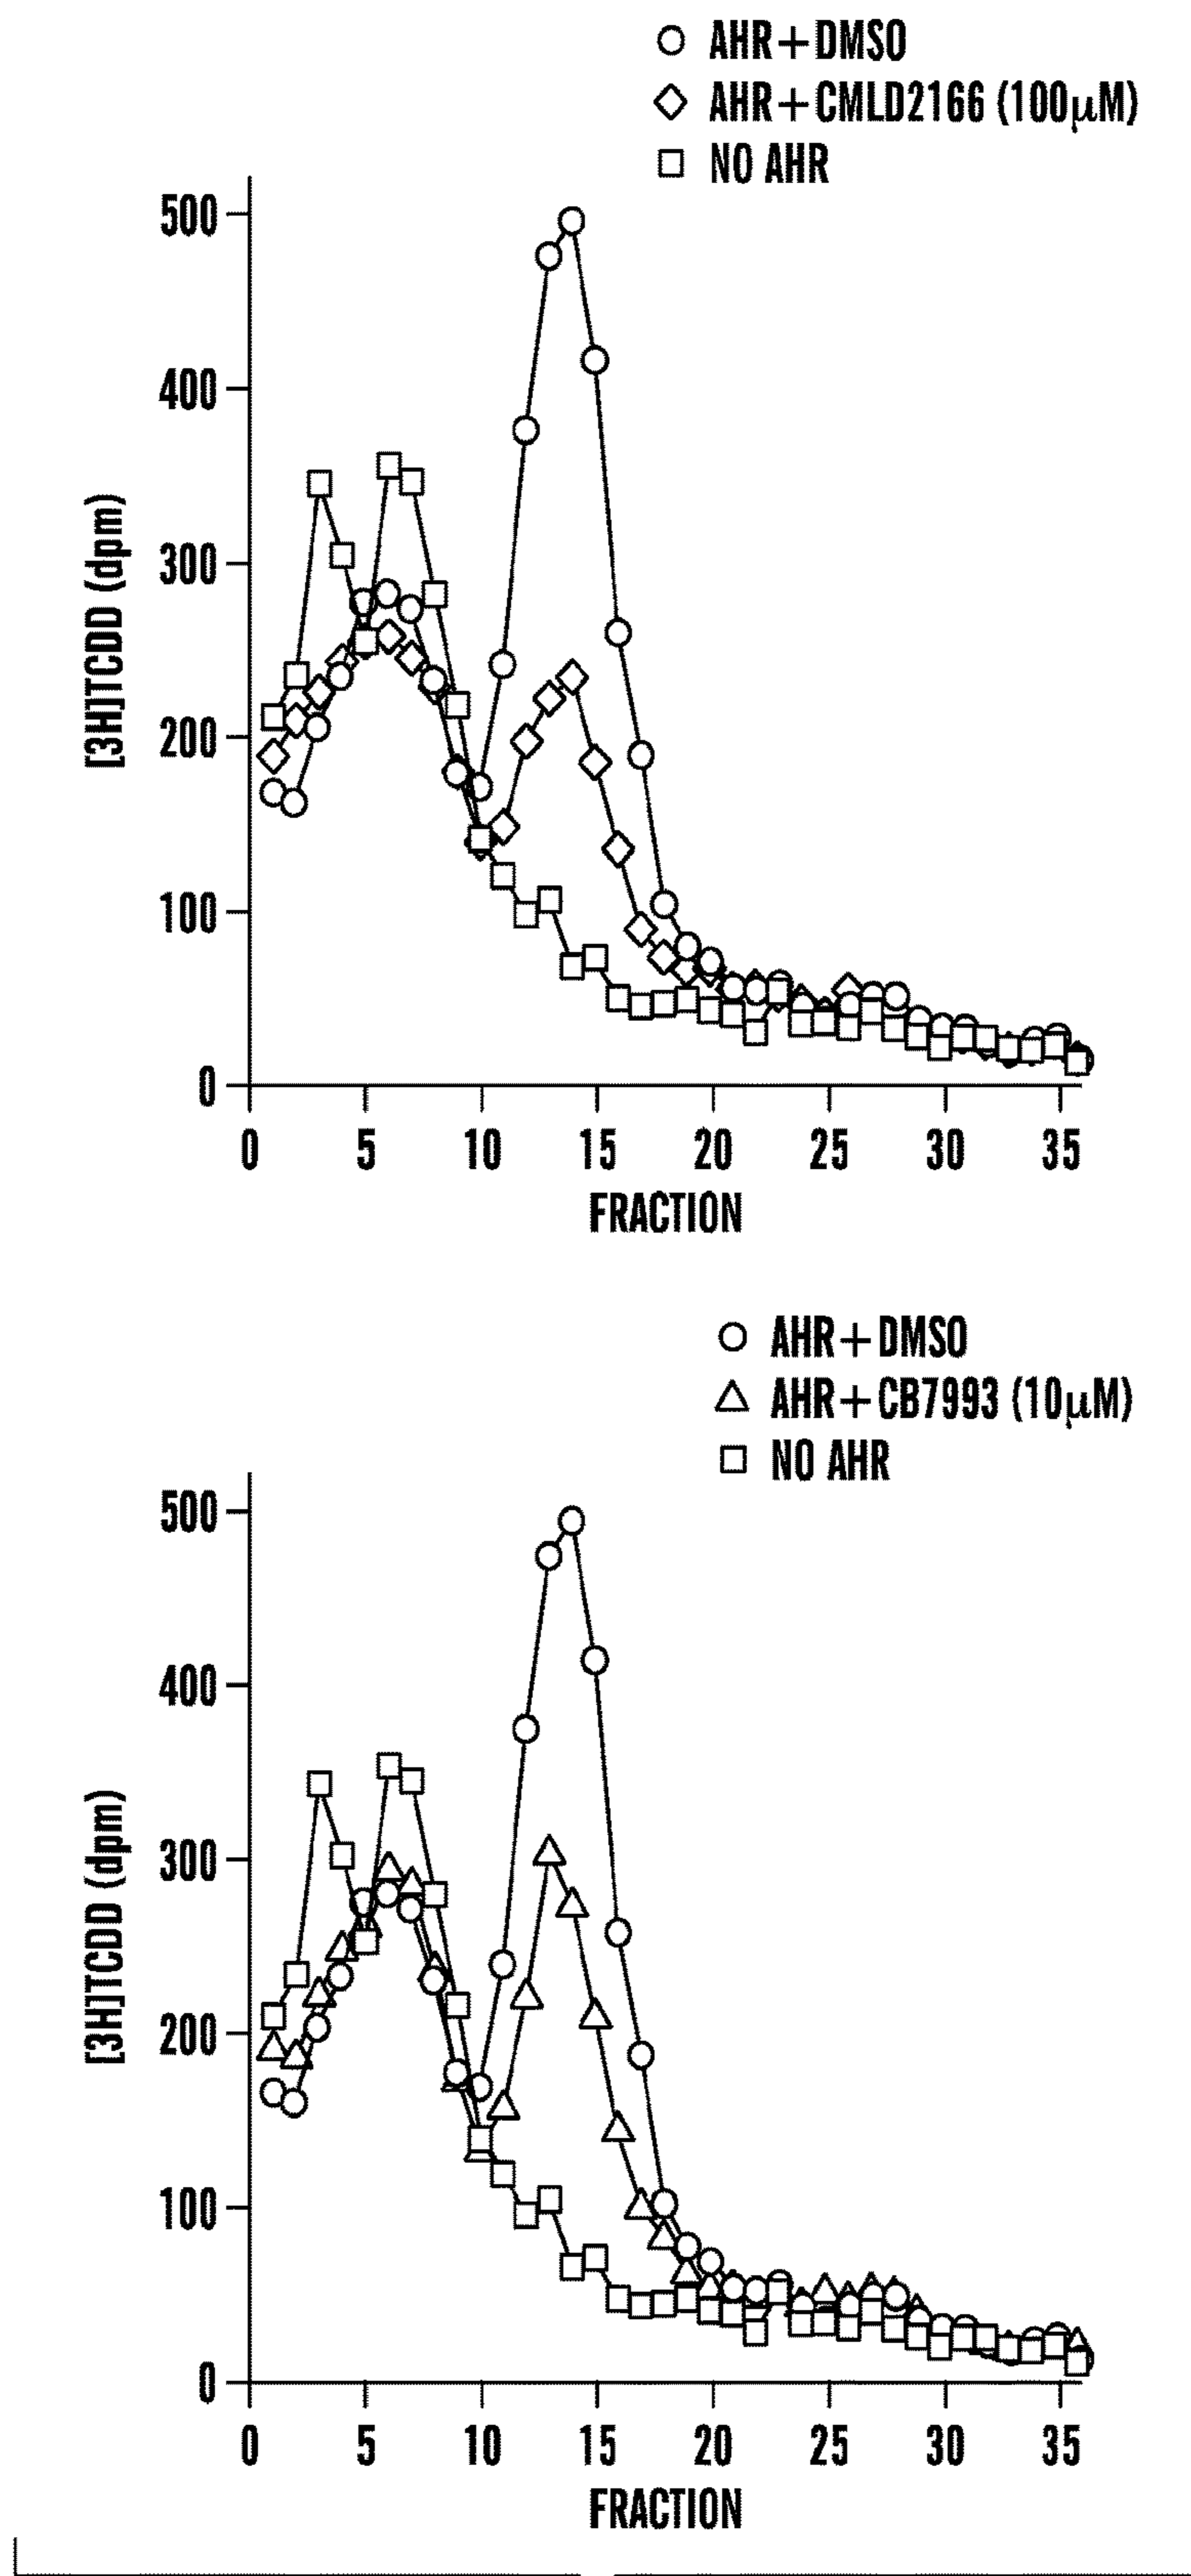 AHR+DMSO
AHR+CMLD2166 (100μM)
NO AHR
500
400
300
200
100
0
[3H]TCDD (dpm)
0 5 10 15 20 25 30 35
FRACTION
AHR+DMSO
AHR+CB7993 (10μM)
NO AHR
500
400
300
200
100
0
[3H]TCDD (dpm)
0 5 10 15 20 25 30 35
FRACTION